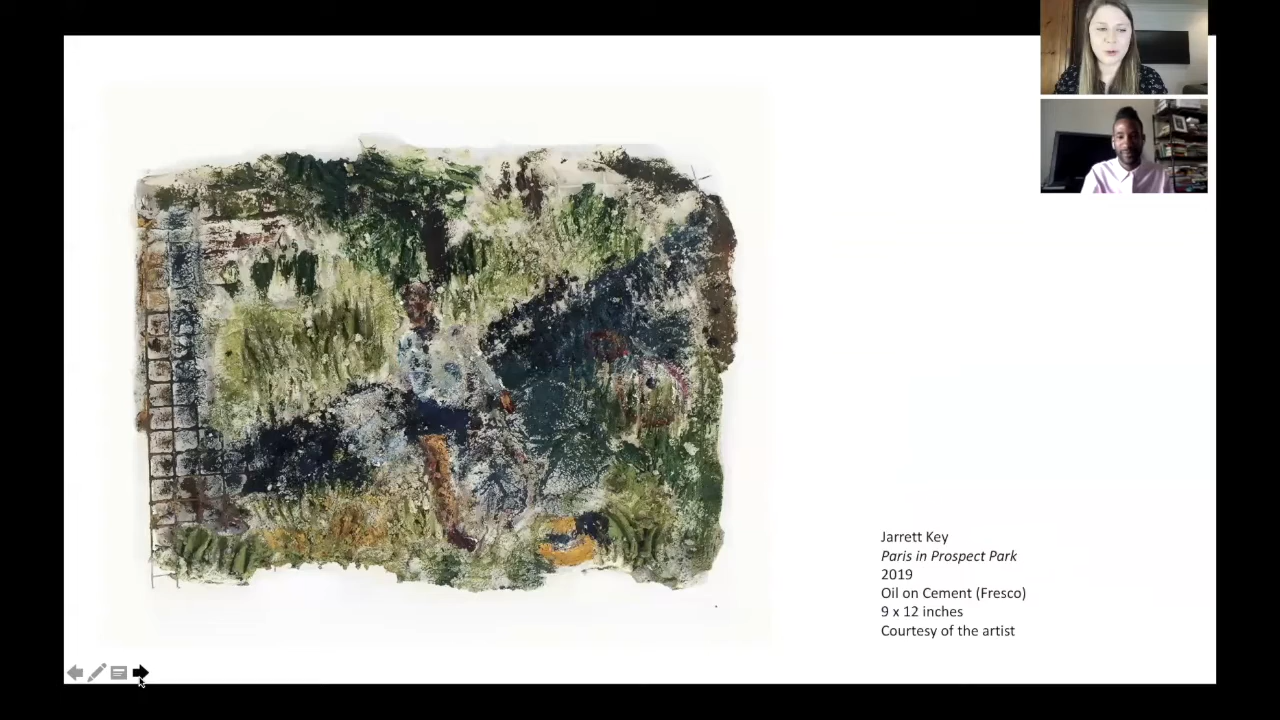 Jarrett Key
Paris in Prospect Park
2019
Oil on Cement (Fresco)
9 x 12 inches
Courtesy of the artist